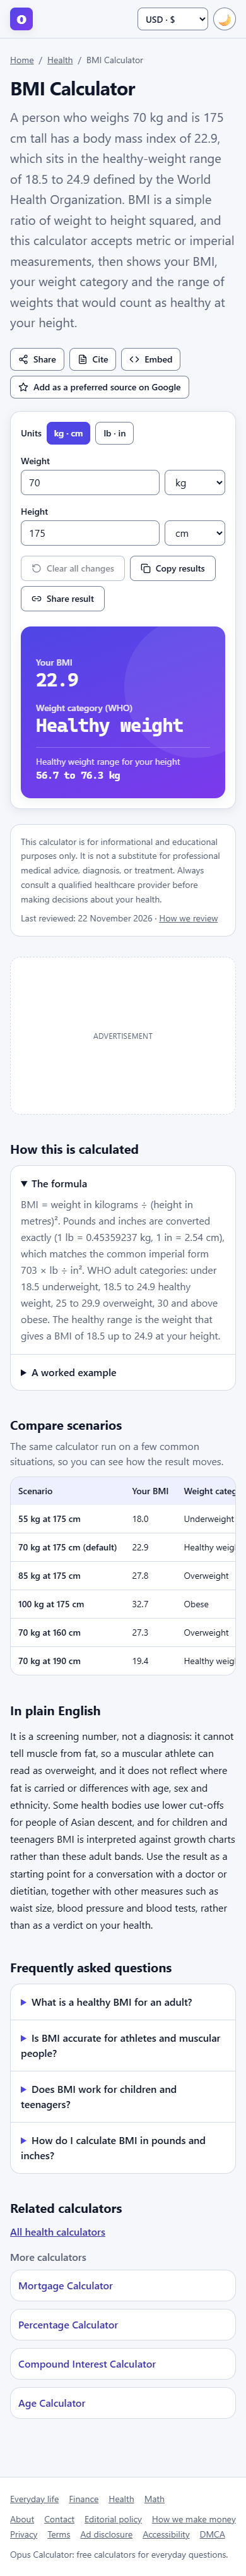 USD · $
Home / Health / BMI Calculator
BMI Calculator
A person who weighs 70 kg and is 175
cm tall has a body mass index of 22.9,
which sits in the healthy-weight range
of 18.5 to 24.9 defined by the World
Health Organization. BMI is a simple
ratio of weight to height squared, and
this calculator accepts metric or imperial
measurements, then shows your BMI,
your weight category and the range of
weights that would count as healthy at
your height.
Share
Cite
Embed
Add as a preferred source on Google
Units kg · cm lb · in
Weight
70 kg
Height
175 cm
Clear all changes
Copy results
Share result
Your BMI
22.9
Weight category (WHO)
Healthy weight
Healthy weight range for your height
56.7 to 76.3 kg
This calculator is for informational and educational
purposes only. It is not a substitute for professional
medical advice, diagnosis, or treatment. Always
consult a qualified healthcare provider before
making decisions about your health.
Last reviewed: 22 November 2026 · How we review
ADVERTISEMENT
How this is calculated
The formula
BMI = weight in kilograms ÷ (height in
metres)². Pounds and inches are converted
exactly (1 lb = 0.45359237 kg, 1 in = 2.54 cm),
which matches the common imperial form
703 × lb ÷ in². WHO adult categories: under
18.5 underweight, 18.5 to 24.9 healthy
weight, 25 to 29.9 overweight, 30 and above
obese. The healthy range is the weight that
gives a BMI of 18.5 up to 24.9 at your height.
A worked example
Compare scenarios
The same calculator run on a few common
situations, so you can see how the result moves.
Scenario Your BMI Weight categ
55 kg at 175 cm 18.0 Underweight
70 kg at 175 cm (default) 22.9 Healthy weigh
85 kg at 175 cm 27.8 Overweight
100 kg at 175 cm 32.7 Obese
70 kg at 160 cm 27.3 Overweight
70 kg at 190 cm 19.4 Healthy weigh
In plain English
It is a screening number, not a diagnosis: it cannot
tell muscle from fat, so a muscular athlete can
read as overweight, and it does not reflect where
fat is carried or differences with age, sex and
ethnicity. Some health bodies use lower cut-offs
for people of Asian descent, and for children and
teenagers BMI is interpreted against growth charts
rather than these adult bands. Use the result as a
starting point for a conversation with a doctor or
dietitian, together with other measures such as
waist size, blood pressure and blood tests, rather
than as a verdict on your health.
Frequently asked questions
What is a healthy BMI for an adult?
Is BMI accurate for athletes and muscular
people?
Does BMI work for children and
teenagers?
How do I calculate BMI in pounds and
inches?
Related calculators
All health calculators
More calculators
Mortgage Calculator
Percentage Calculator
Compound Interest Calculator
Age Calculator
Everyday life Finance Health Math
About Contact Editorial policy How we make money
Privacy Terms Ad disclosure Accessibility DMCA
Opus Calculator: free calculators for everyday questions.